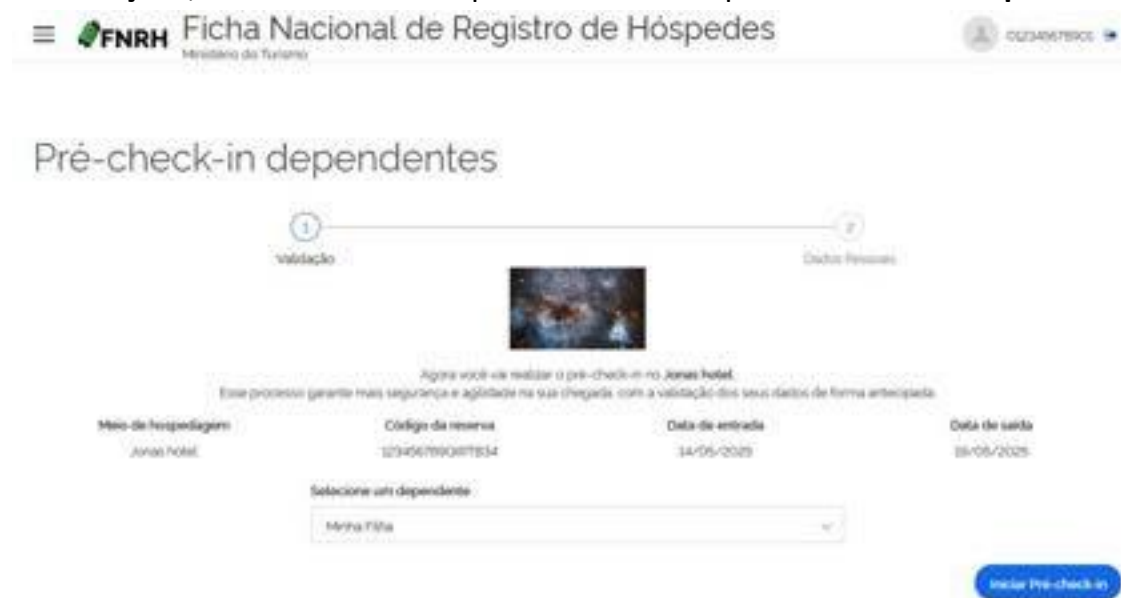 FNRH Ficha Nacional de Registro de Hóspedes
Ministério do Turismo
Pré-check-in dependentes
1 2
Validação Dados Pessoais
Agora você vai realizar o pré-check-in no Jonas hotel.
Esse processo garante mais segurança e agilidade na sua chegada, com a validação dos seus dados de forma antecipada.
Meio de hospedagem Código da reserva Data de entrada Data de saída
Jonas hotel 14/05/2025
Selecione um dependente
Minha Filha
Iniciar Pré-check-in